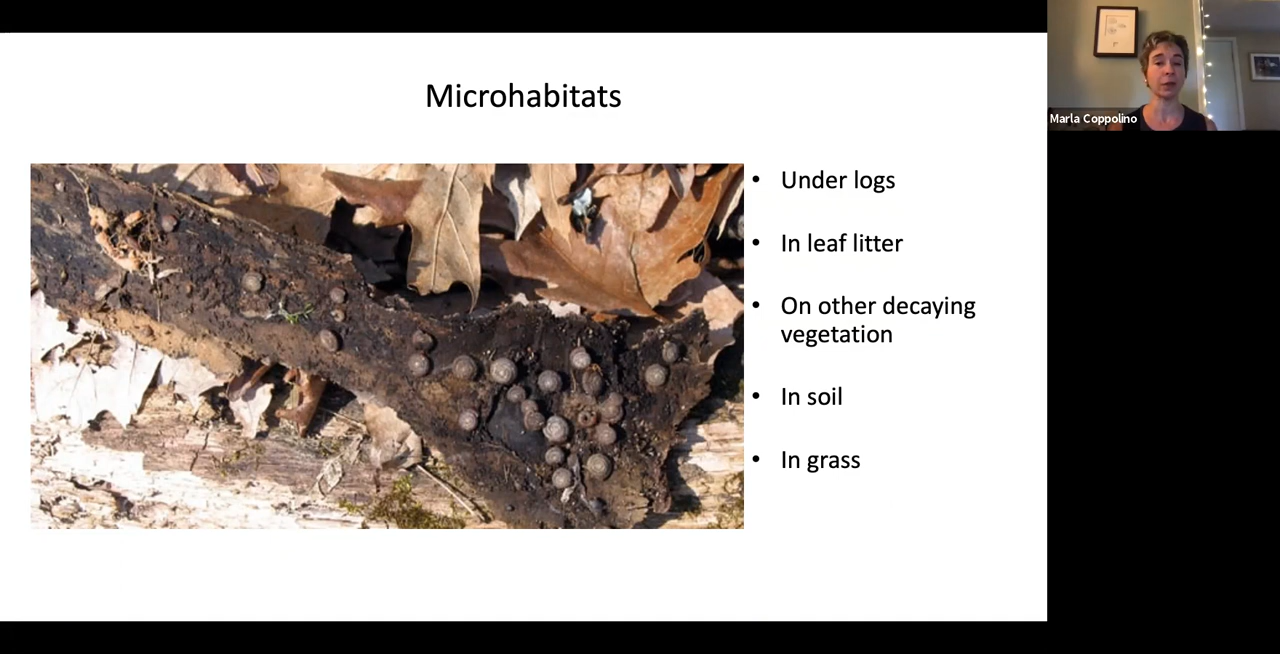 Microhabitats
Marla Coppolino
• Under logs
• In leaf litter
• On other decaying
vegetation
• In soil
• In grass